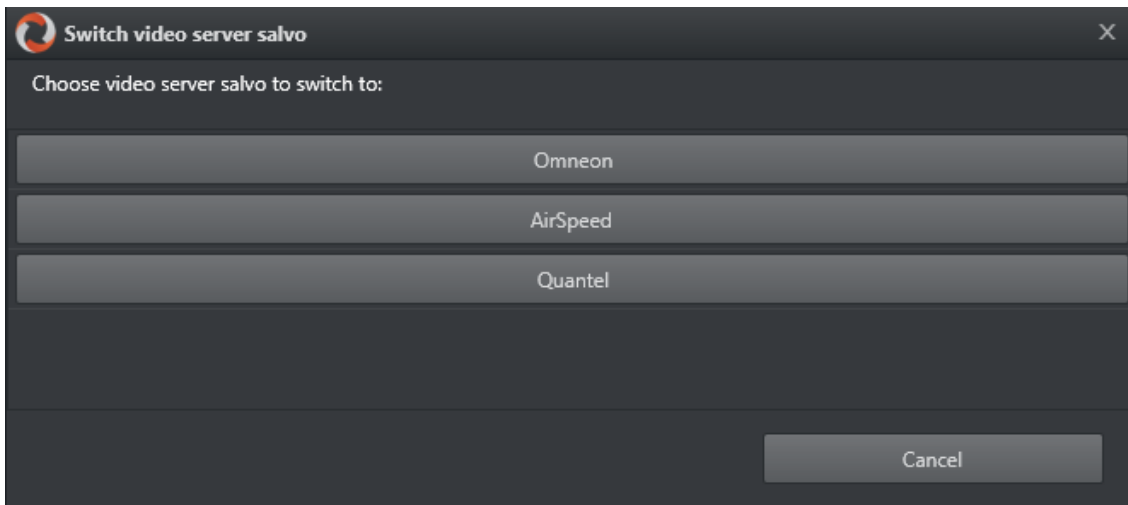 Switch video server salvo
Choose video server salvo to switch to:
Omneon
AirSpeed
Quantel
Cancel